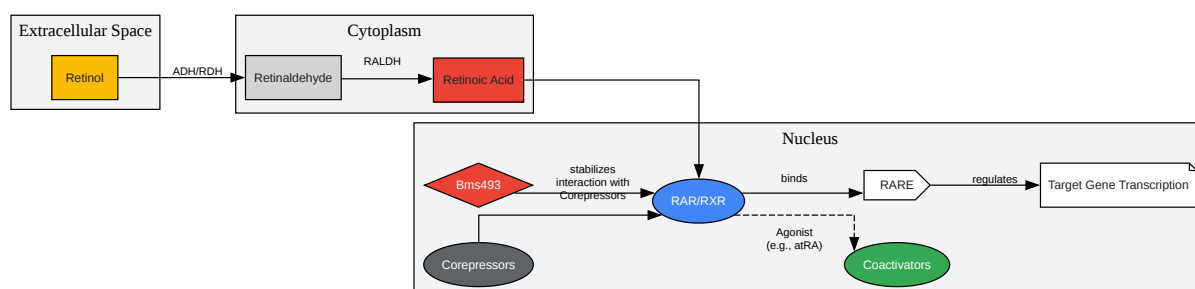 Extracellular Space
Cytoplasm
Retinol
ADH/RDH
Retinaldehyde
RALDH
Retinoic Acid
Nucleus
Bms493
stabilizes
interaction with
Corepressors
RAR/RXR
binds
RARE
regulates
Target Gene Transcription
Corepressors
Agonist
(e.g., atRA)
Coactivators